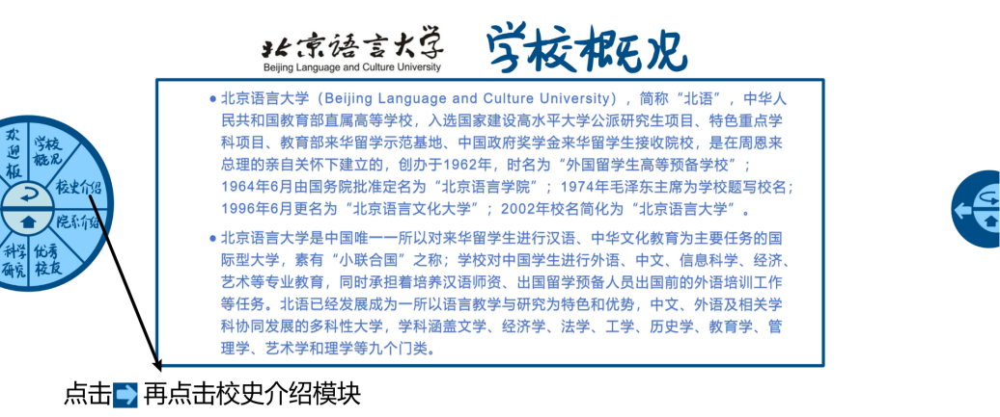 北京语言大学
Beijing Language and Culture University
学校概况
•北京语言大学（Beijing Language and Culture University），简称“北语”，中华人
民共和国教育部直属高等学校，入选国家建设高水平大学公派研究生项目、特色重点学
科项目、教育部来华留学示范基地、中国政府奖学金来华留学生接收院校，是在周恩来
总理的亲自关怀下建立的，创办于1962年，时名为“外国留学生高等预备学校”；
1964年6月由国务院批准定名为“北京语言学院”；1974年毛泽东主席为学校题写校名；
1996年6月更名为“北京语言文化大学”；2002年校名简化为“北京语言大学”。
•北京语言大学是中国唯一一所以对来华留学生进行汉语、中华文化教育为主要任务的国
际型大学，素有“小联合国”之称；学校对中国学生进行外语、中文、信息科学、经济、
艺术等专业教育，同时承担着培养汉语师资、出国留学预备人员出国前的外语培训工作
等任务。北语已经发展成为一所以语言教学与研究为特色和优势，中文、外语及相关学
科协同发展的多科性大学，学科涵盖文学、经济学、法学、工学、历史学、教育学、管
理学、艺术学和理学等九个门类。
欢迎板
学校概况
校史介绍
院系介绍
优秀校友
科学研究
点击 再点击校史介绍模块